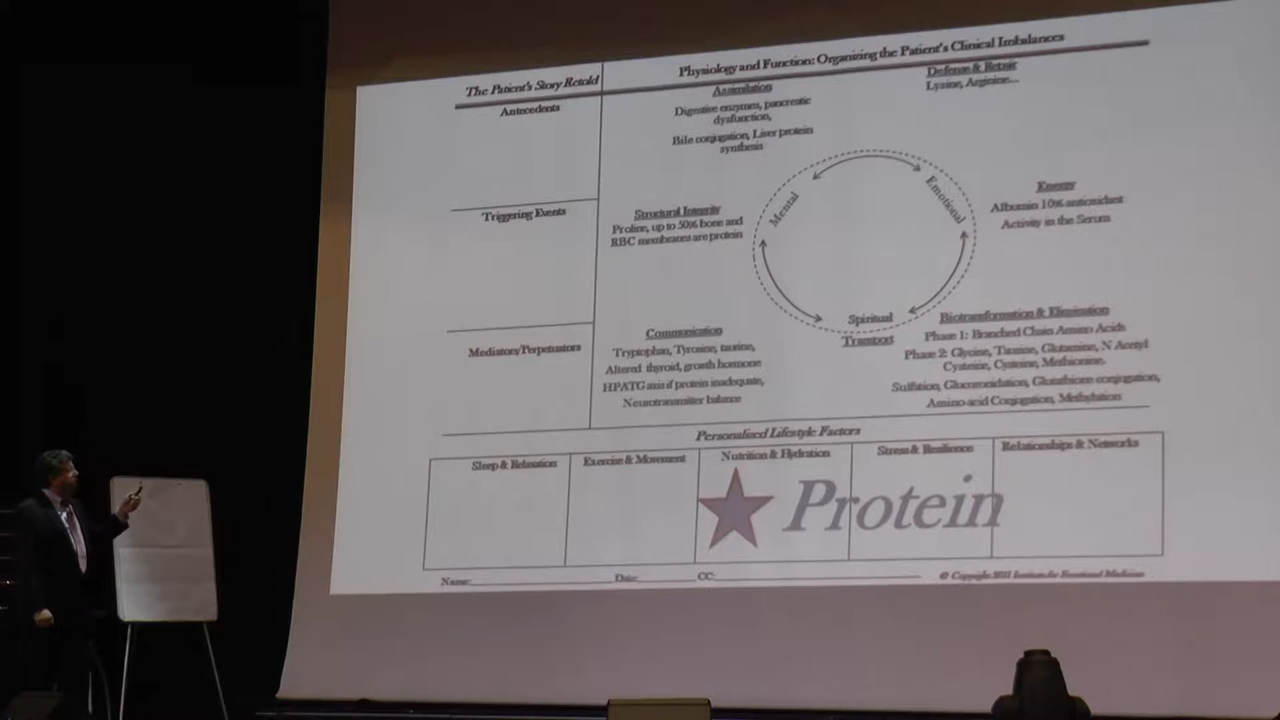 The Patient's Story Retold
Physiology and Function: Organizing the Patient's Clinical Imbalances
Antecedents
Triggering Events
Mediators/Perpetuators
Assimilation
Digestive enzymes, pancreatic
dysfunction,
Bile conjugation, Liver protein
synthesis
Defense & Repair
Lysine, Arginine...
Structural Integrity
Proline, up to 50% bone and
RBC membranes are protein
Mental
Emotional
Spiritual
Energy
Albumin 10% antioxidant
Activity in the Serum
Communication
Tryptophan, Tyrosine, taurine,
Altered thyroid, growth hormone
HPATG axis if protein inadequate,
Neurotransmitter balance
Transport
Biotransformation & Elimination
Phase 1: Branched Chain Amino Acids
Phase 2: Glycine, Taurine, Glutamine, N Acetyl
Cysteine, Cysteine, Methionine.
Sulfation, Glucoronidation, Glutathione conjugation,
Amino acid Conjugation, Methylation
Personalized Lifestyle Factors
Sleep & Relaxation
Exercise & Movement
Nutrition & Hydration
Stress & Resilience
Relationships & Networks
Protein
Name:
Date:
CC:
© Copyright 2011 Institute for Functional Medicine